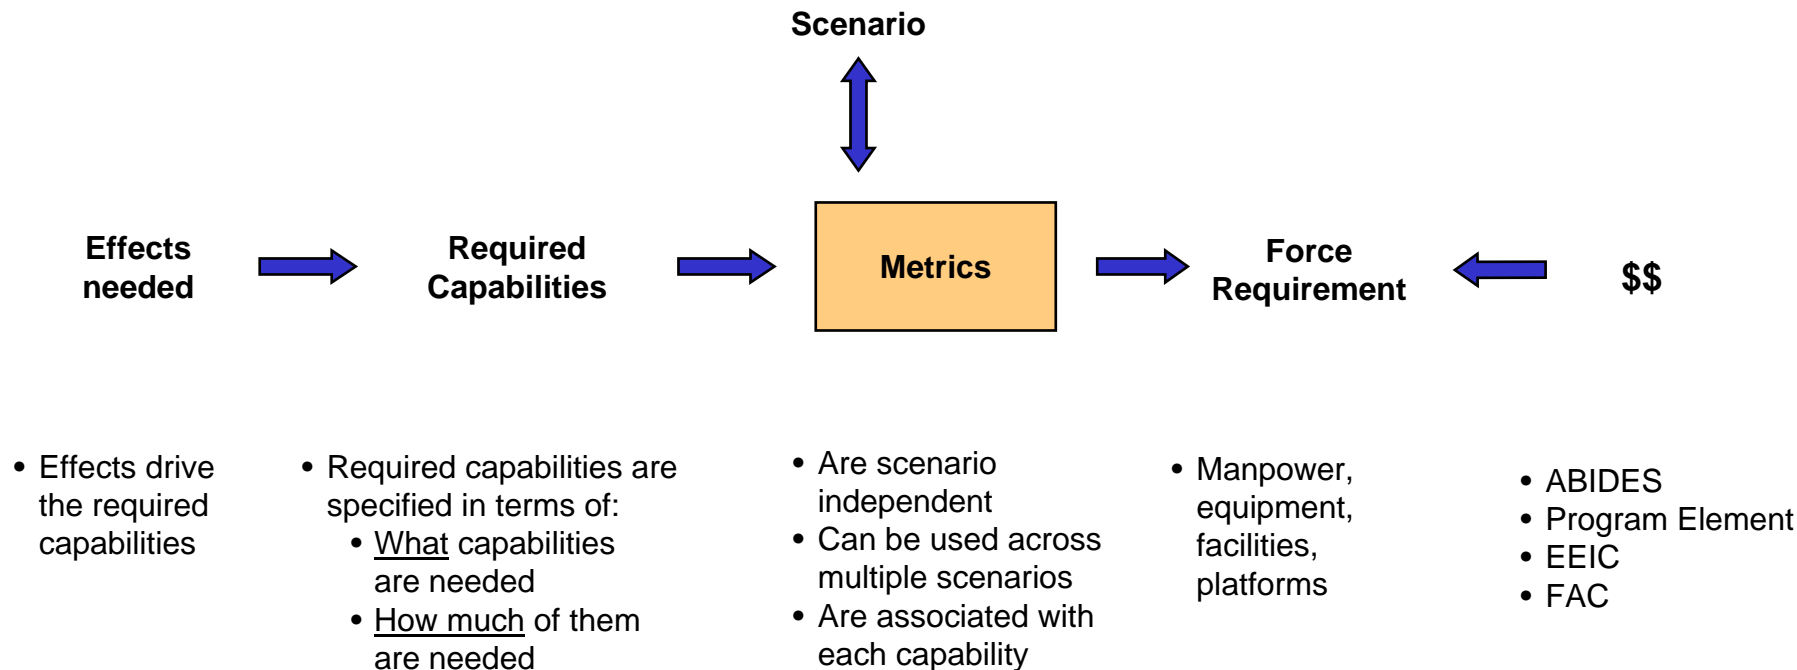 Scenario
Effects
needed
Required
Capabilities
Metrics
Force
Requirement
$$
• Effects drive
the required
capabilities
• Required capabilities are
specified in terms of:
• What capabilities
are needed
• How much of them
are needed
• Are scenario
independent
• Can be used across
multiple scenarios
• Are associated with
each capability
• Manpower,
equipment,
facilities,
platforms
• ABIDES
• Program Element
• EEIC
• FAC